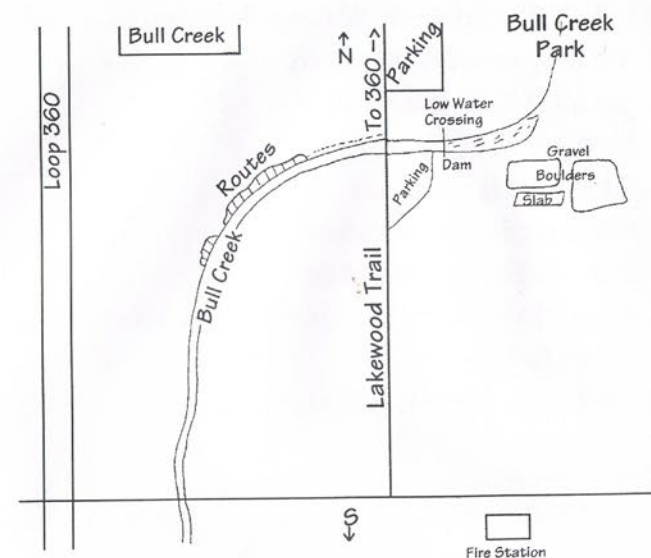 Bull Creek
Bull Creek
Park
N→
To 360 -->
Parking
Loop 360
Low Water
Crossing
Routes
Dam
Gravel
Boulders
Slab
Parking
Bull Creek
Lakewood Trail
S→
Fire Station